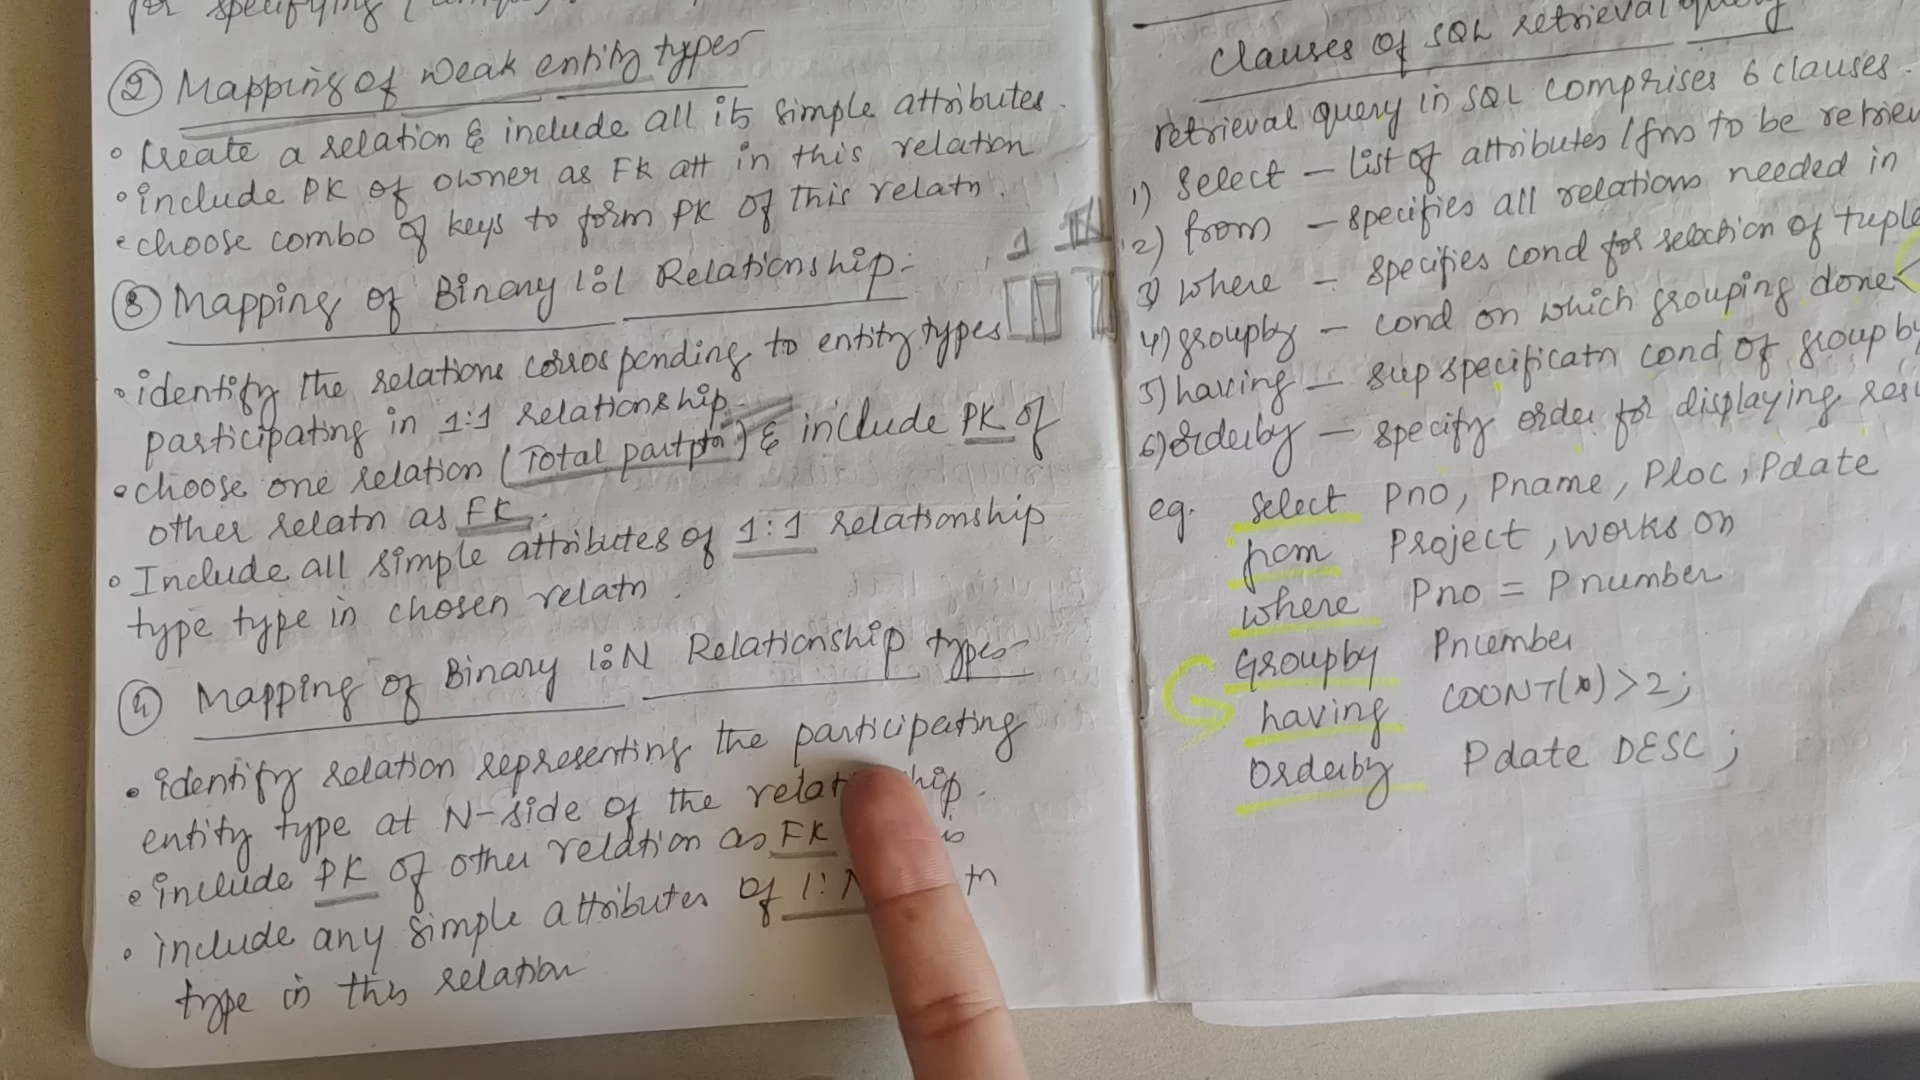 for specifying
② Mapping of Weak entity types
• Create a relation & include all its simple attributes.
• include PK of owner as FK att in this relation
• choose combo of keys to form PK of this relatn.
③ Mapping of Binary 1:1 Relationship:
• identify the relations corrosponding to entity types
participating in 1:1 relationship.
• choose one relation (Total partptn) & include PK of
other relatn as FK.
• Include all simple attributes of 1:1 relationship
type type in chosen relatn.
④ Mapping of Binary 1:N Relationship types
• identify relation representing the participating
entity type at N-side of the relationship.
• include PK of other relation as FK
• include any simple attributes of 1:N
type in this relation
1
Clauses of SQL retrieval query
retrieval query in SQL comprises 6 clauses.
1) Select – list of attributes / fns to be
2) from – specifies all relations needed in
3) where – specifies cond for selection of
4) groupby – cond on which grouping done
5) having – sup specificatn cond of group by
6) orderby – specify order for displaying
eg. Select Pno, Pname, Ploc, Pdate
from Project, works on
where Pno = Pnumber
Groupby Pnumber
having COUNT(*) > 2;
Orderby Pdate DESC;